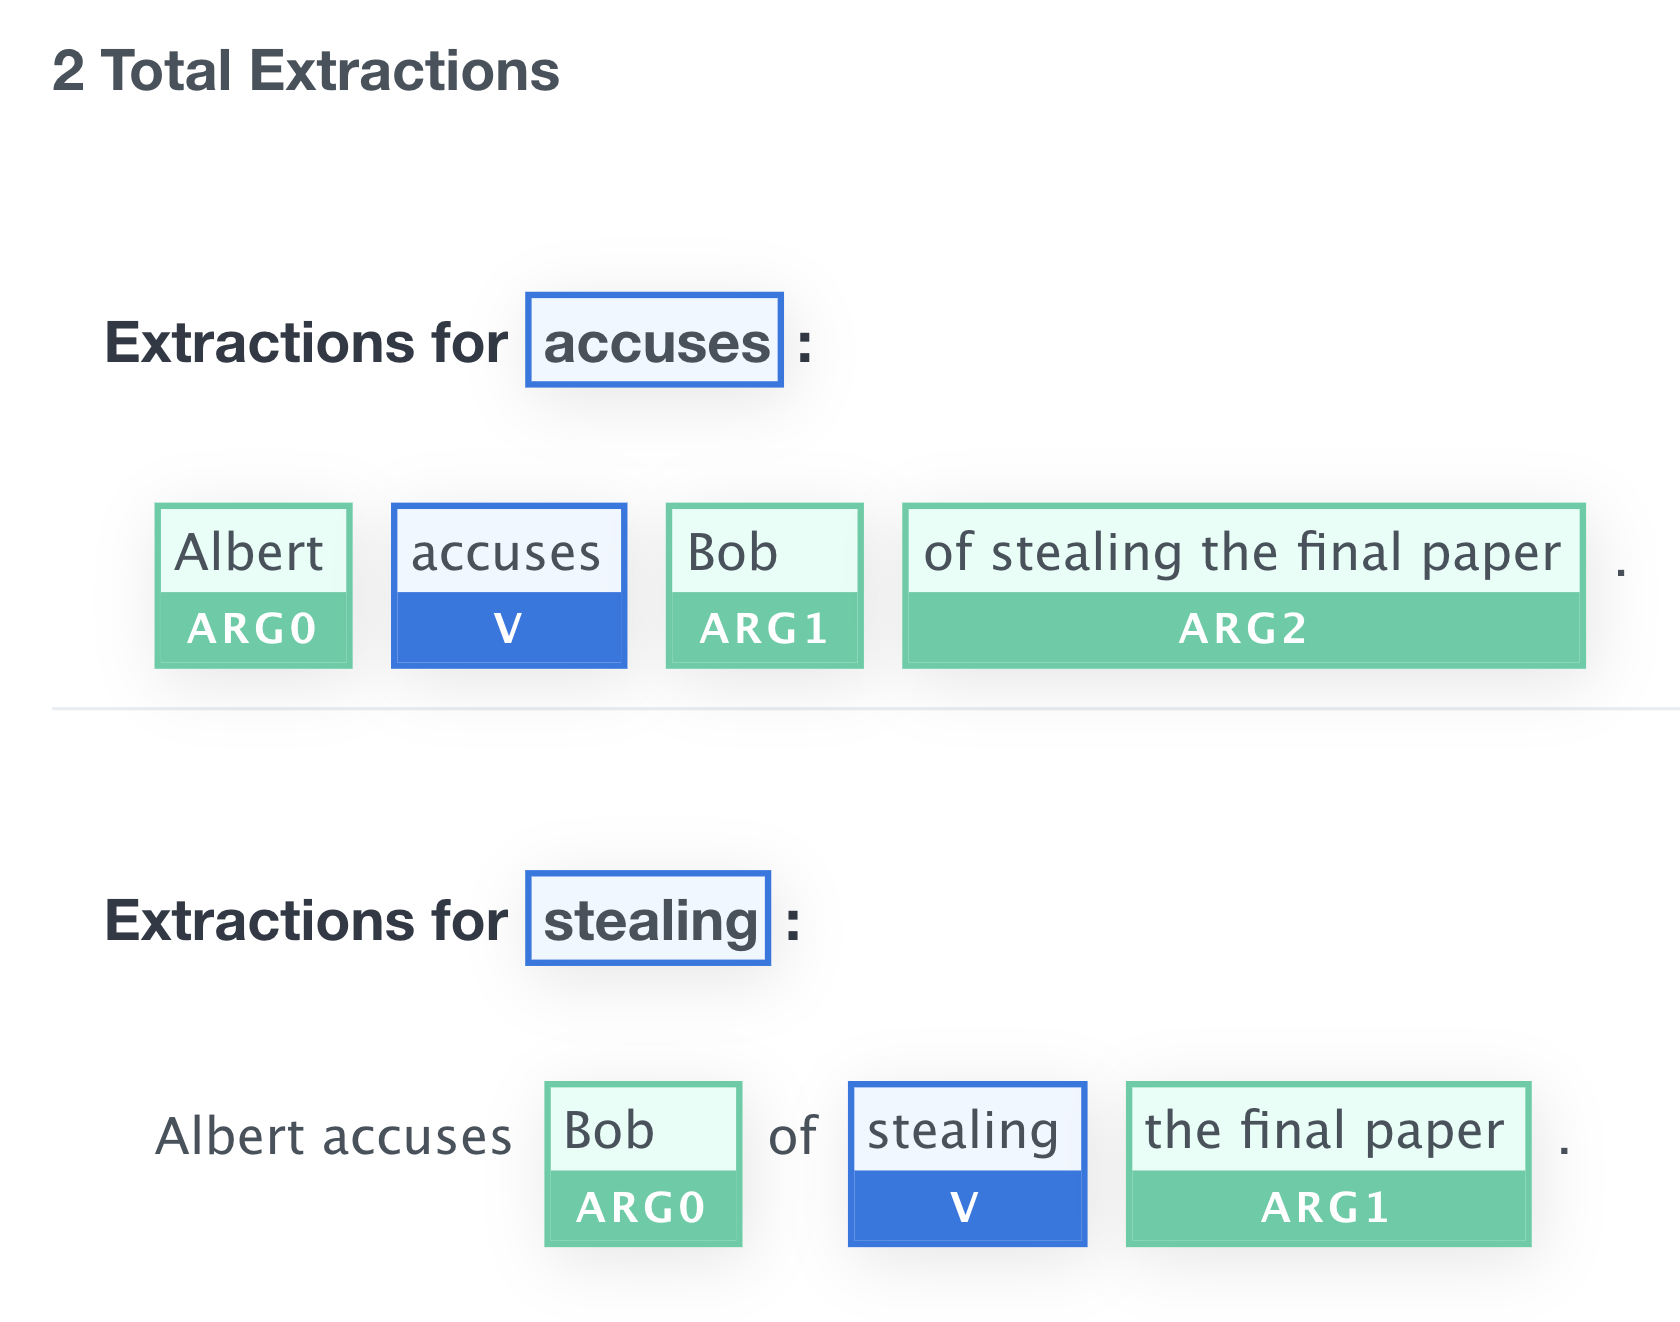 2 Total Extractions
Extractions for accuses :
Albert accuses Bob of stealing the final paper .
ARG0 V ARG1 ARG2
Extractions for stealing :
Albert accuses Bob of stealing the final paper .
ARG0 V ARG1